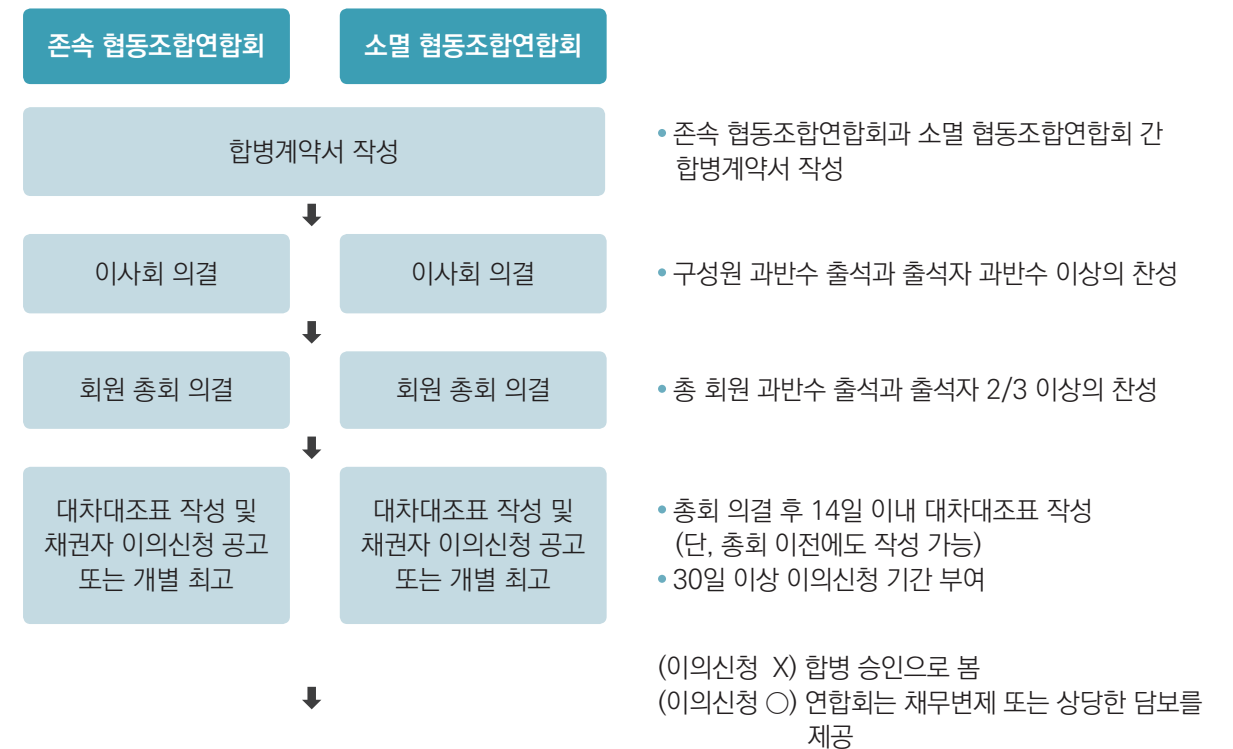 존속 협동조합연합회
소멸 협동조합연합회
합병계약서 작성
• 존속 협동조합연합회과 소멸 협동조합연합회 간
합병계약서 작성
이사회 의결
이사회 의결
• 구성원 과반수 출석과 출석자 과반수 이상의 찬성
회원 총회 의결
회원 총회 의결
• 총 회원 과반수 출석과 출석자 2/3 이상의 찬성
대차대조표 작성 및
채권자 이의신청 공고
또는 개별 최고
대차대조표 작성 및
채권자 이의신청 공고
또는 개별 최고
• 총회 의결 후 14일 이내 대차대조표 작성
(단, 총회 이전에도 작성 가능)
• 30일 이상 이의신청 기간 부여
(이의신청 X) 합병 승인으로 봄
(이의신청 ○) 연합회는 채무변제 또는 상당한 담보를
제공